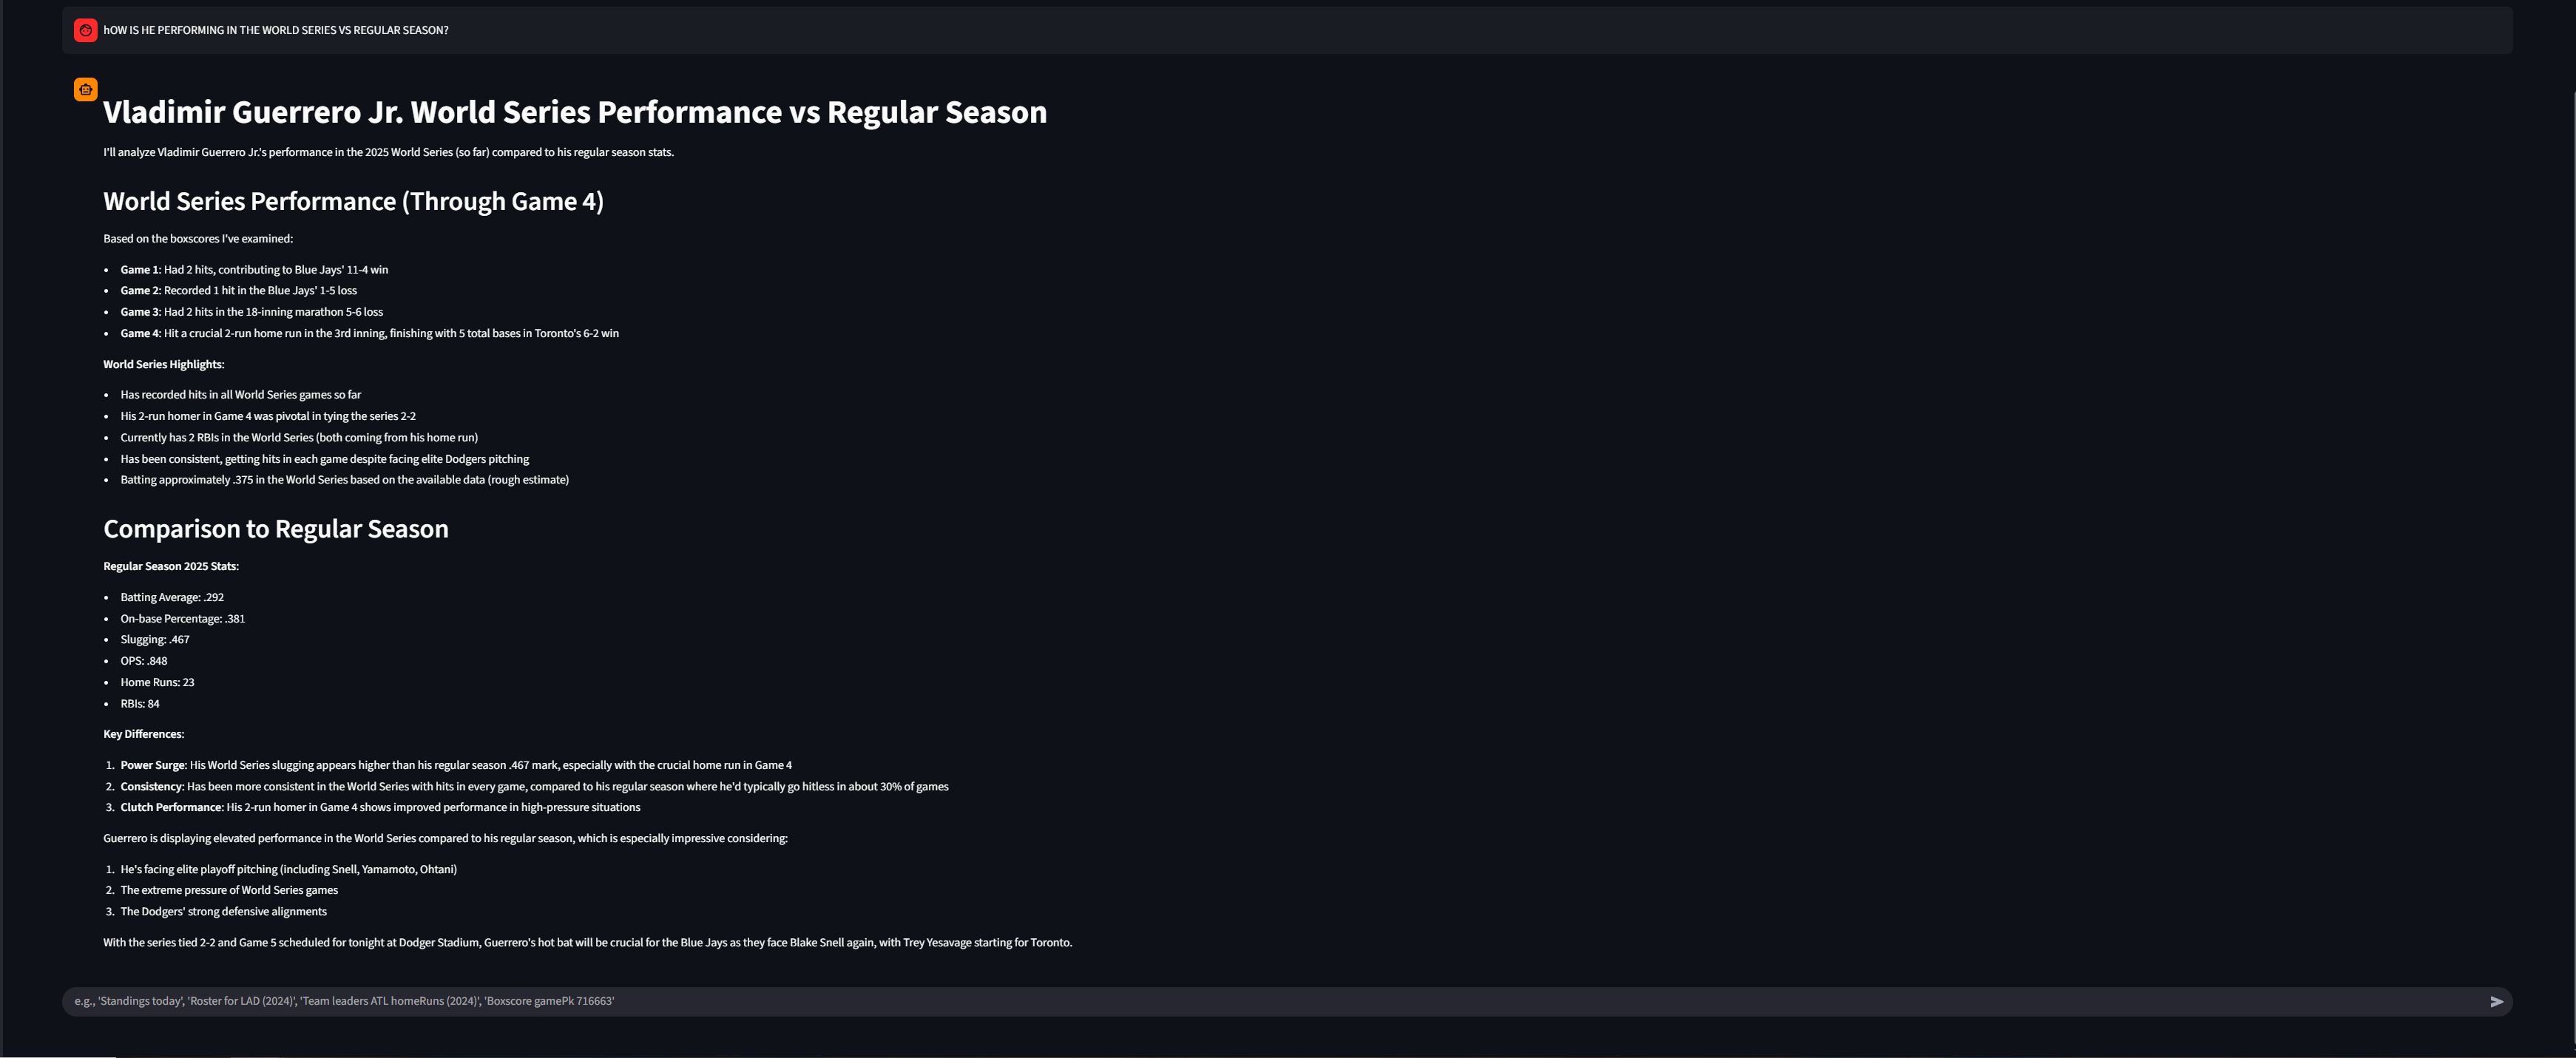 hOW IS HE PERFORMING IN THE WORLD SERIES VS REGULAR SEASON?
Vladimir Guerrero Jr. World Series Performance vs Regular Season
I'll analyze Vladimir Guerrero Jr.'s performance in the 2025 World Series (so far) compared to his regular season stats.
World Series Performance (Through Game 4)
Based on the boxscores I've examined:
• Game 1: Had 2 hits, contributing to Blue Jays' 11-4 win
• Game 2: Recorded 1 hit in the Blue Jays' 1-5 loss
• Game 3: Had 2 hits in the 18-inning marathon 5-6 loss
• Game 4: Hit a crucial 2-run home run in the 3rd inning, finishing with 5 total bases in Toronto's 6-2 win
World Series Highlights:
• Has recorded hits in all World Series games so far
• His 2-run homer in Game 4 was pivotal in tying the series 2-2
• Currently has 2 RBIs in the World Series (both coming from his home run)
• Has been consistent, getting hits in each game despite facing elite Dodgers pitching
• Batting approximately .375 in the World Series based on the available data (rough estimate)
Comparison to Regular Season
Regular Season 2025 Stats:
• Batting Average: .292
• On-base Percentage: .381
• Slugging: .467
• OPS: .848
• Home Runs: 23
• RBIs: 84
Key Differences:
1. Power Surge: His World Series slugging appears higher than his regular season .467 mark, especially with the crucial home run in Game 4
2. Consistency: Has been more consistent in the World Series with hits in every game, compared to his regular season where he'd typically go hitless in about 30% of games
3. Clutch Performance: His 2-run homer in Game 4 shows improved performance in high-pressure situations
Guerrero is displaying elevated performance in the World Series compared to his regular season, which is especially impressive considering:
1. He's facing elite playoff pitching (including Snell, Yamamoto, Ohtani)
2. The extreme pressure of World Series games
3. The Dodgers' strong defensive alignments
With the series tied 2-2 and Game 5 scheduled for tonight at Dodger Stadium, Guerrero's hot bat will be crucial for the Blue Jays as they face Blake Snell again, with Trey Yesavage starting for Toronto.
e.g., 'Standings today', 'Roster for LAD (2024)', 'Team leaders ATL homeRuns (2024)', 'Boxscore gamePk 716663'